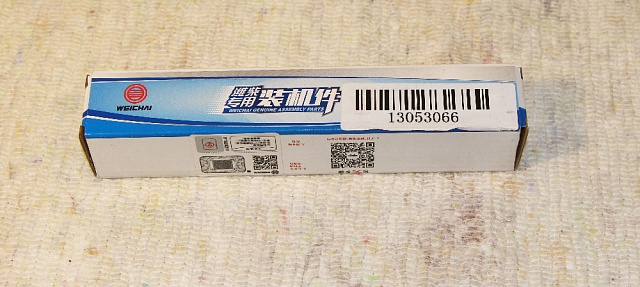 WEICHAI
潍柴
专用
装机件
WEICHAI GENUINE ASSEMBLY PARTS
13053066